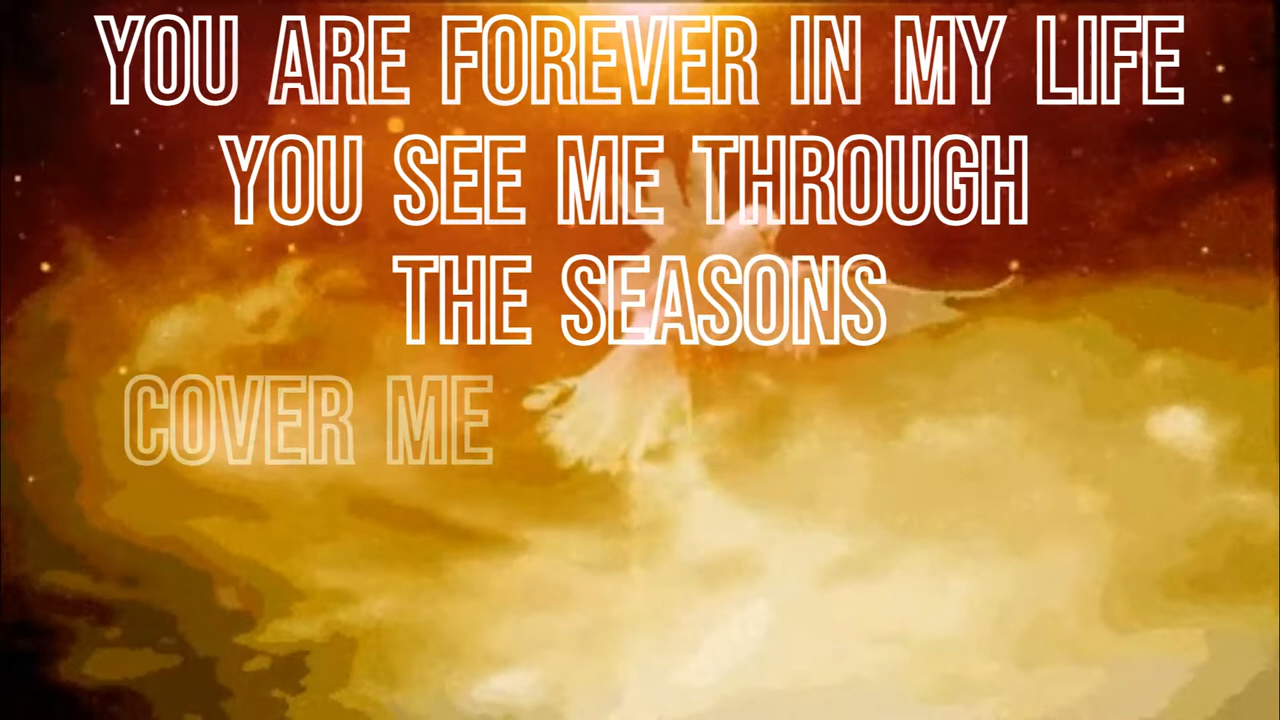 YOU ARE FOREVER IN MY LIFE
YOU SEE ME THROUGH
THE SEASONS
COVER ME